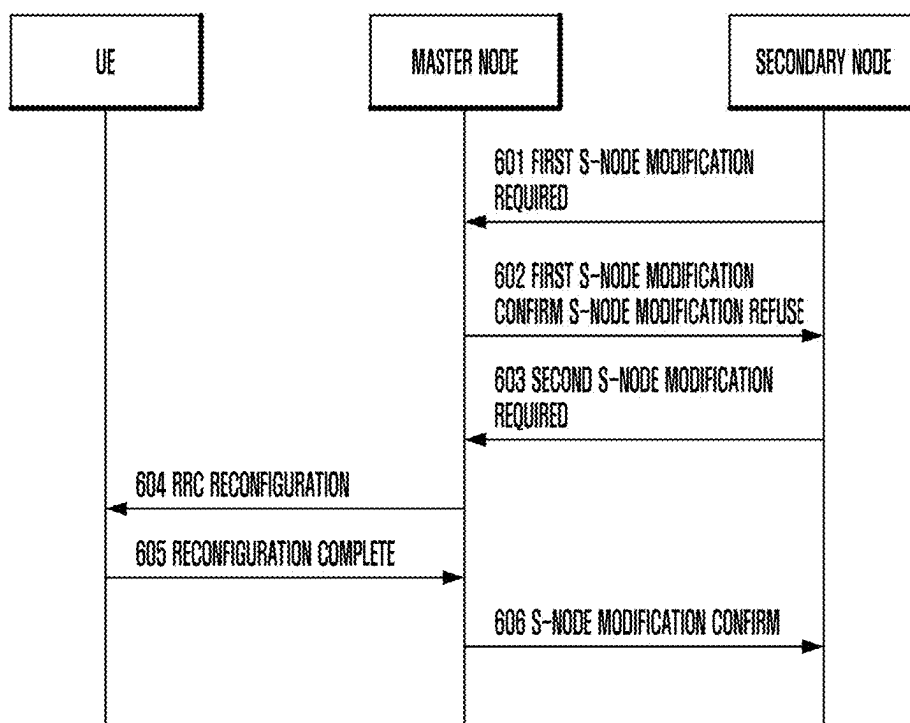 UE
MASTER NODE
SECONDARY NODE
601 FIRST S-NODE MODIFICATION
REQUIRED
602 FIRST S-NODE MODIFICATION
CONFIRM S-NODE MODIFICATION REFUSE
603 SECOND S-NODE MODIFICATION
REQUIRED
604 RRC RECONFIGURATION
605 RECONFIGURATION COMPLETE
606 S-NODE MODIFICATION CONFIRM